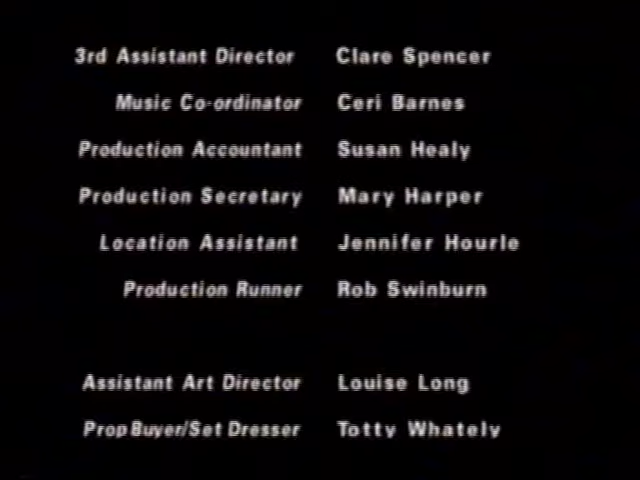 3rd Assistant Director Clare Spencer
Music Co-ordinator Ceri Barnes
Production Accountant Susan Healy
Production Secretary Mary Harper
Location Assistant Jennifer Hourle
Production Runner Rob Swinburn
Assistant Art Director Louise Long
Prop Buyer/Set Dresser Totty Whately